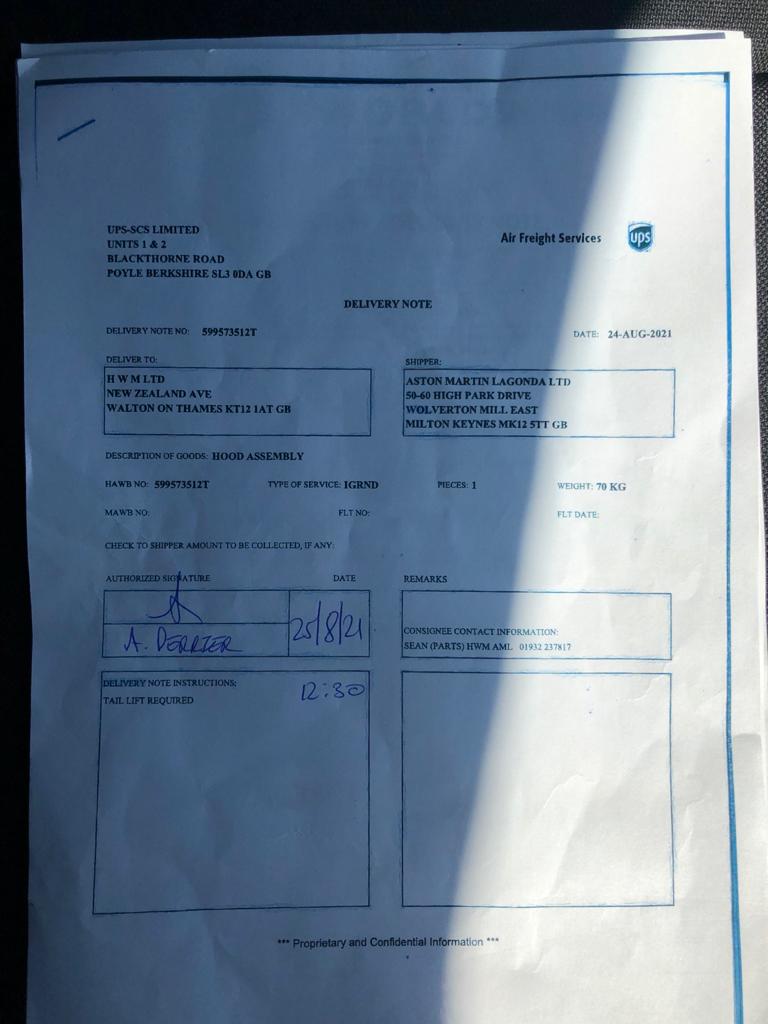 UPS-SCS LIMITED
UNITS 1 & 2
BLACKTHORNE ROAD
POYLE BERKSHIRE SL3 0DA GB
Air Freight Services ups
DELIVERY NOTE
DELIVERY NOTE NO: 599573512T DATE: 24-AUG-2021
DELIVER TO: SHIPPER:
H W M LTD
NEW ZEALAND AVE
WALTON ON THAMES KT12 1AT GB
ASTON MARTIN LAGONDA LTD
50-60 HIGH PARK DRIVE
WOLVERTON MILL EAST
MILTON KEYNES MK12 5TT GB
DESCRIPTION OF GOODS: HOOD ASSEMBLY
HAWB NO: 599573512T TYPE OF SERVICE: IGRND PIECES: 1 WEIGHT: 70 KG
MAWB NO: FLT NO: FLT DATE:
CHECK TO SHIPPER AMOUNT TO BE COLLECTED, IF ANY:
AUTHORIZED SIGNATURE DATE REMARKS
A. PERRIER 25/8/21
CONSIGNEE CONTACT INFORMATION:
SEAN (PARTS) HWM AML 01932 237817
DELIVERY NOTE INSTRUCTIONS: 12:30
TAIL LIFT REQUIRED
*** Proprietary and Confidential Information ***